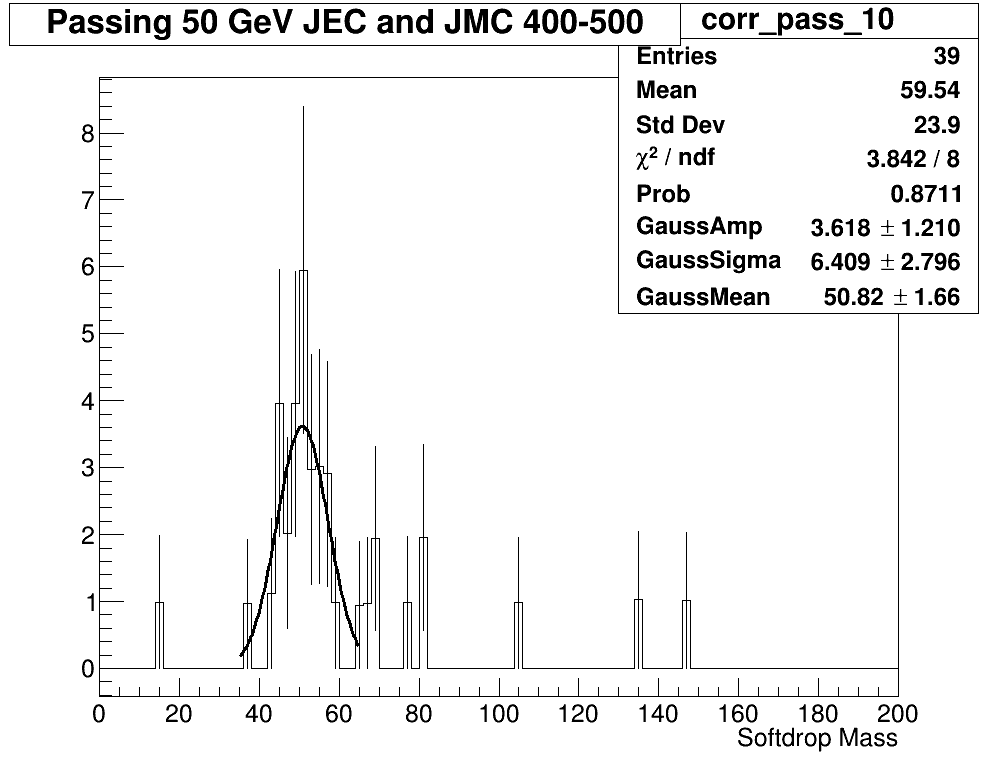 Passing 50 GeV JEC and JMC 400-500
corr_pass_10
Entries 39
Mean 59.54
Std Dev 23.9
χ² / ndf 3.842 / 8
Prob 0.8711
GaussAmp 3.618 ± 1.210
GaussSigma 6.409 ± 2.796
GaussMean 50.82 ± 1.66
8
7
6
5
4
3
2
1
0
0 20 40 60 80 100 120 140 160 180 200
Softdrop Mass